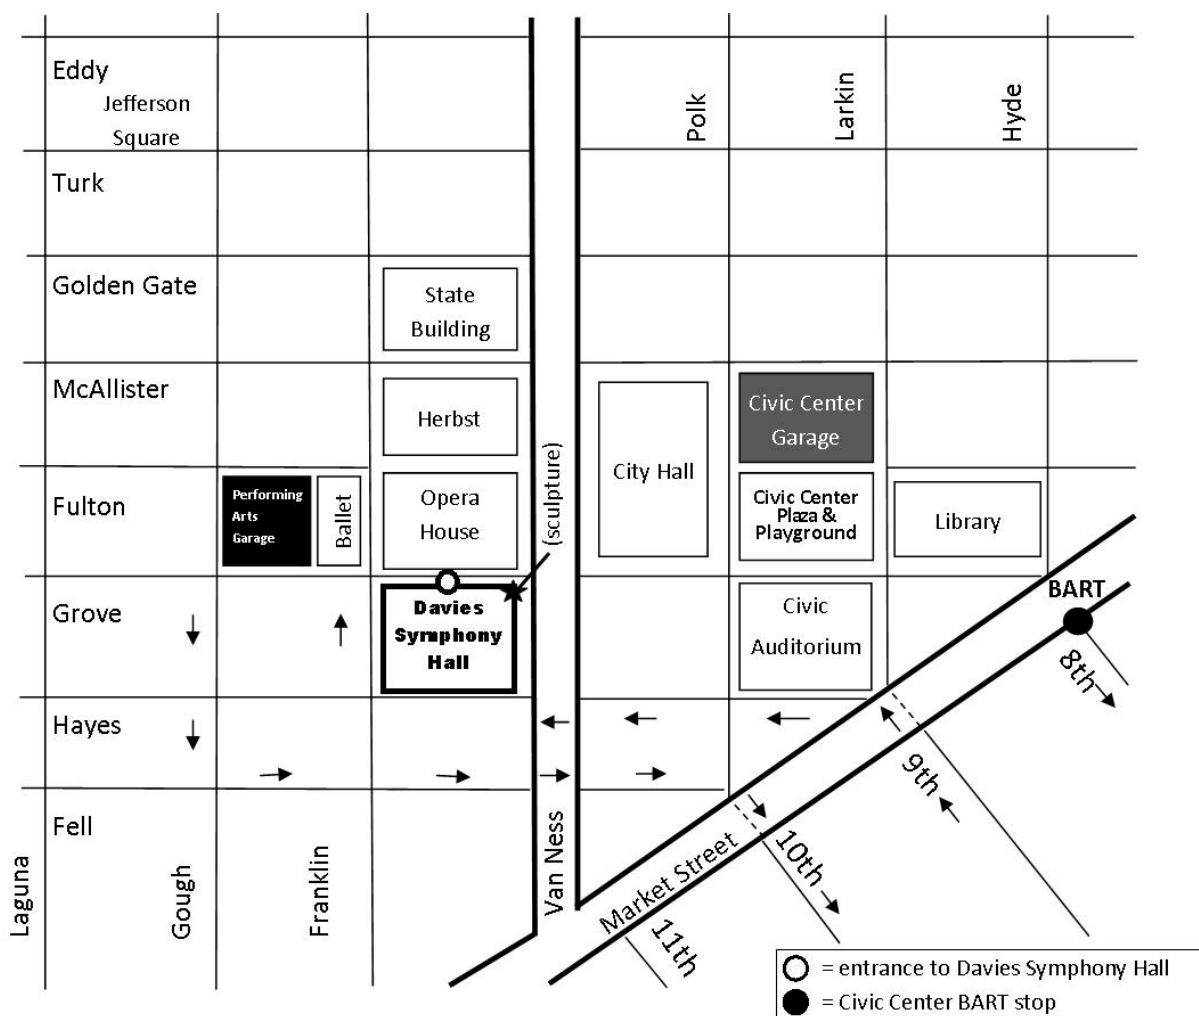 Eddy
Jefferson
Square
Polk
Larkin
Hyde
Turk
Golden Gate
State
Building
McAllister
Herbst
(sculpture)
City Hall
Civic Center
Garage
Fulton
Performing
Arts
Garage
Ballet
Opera
House
Civic Center
Plaza &
Playground
Library
Grove
Davies
Symphony
Hall
Civic
Auditorium
BART
8th
Hayes
9th
Fell
Laguna
Gough
Franklin
Van Ness
Market Street
10th
11th
= entrance to Davies Symphony Hall
= Civic Center BART stop